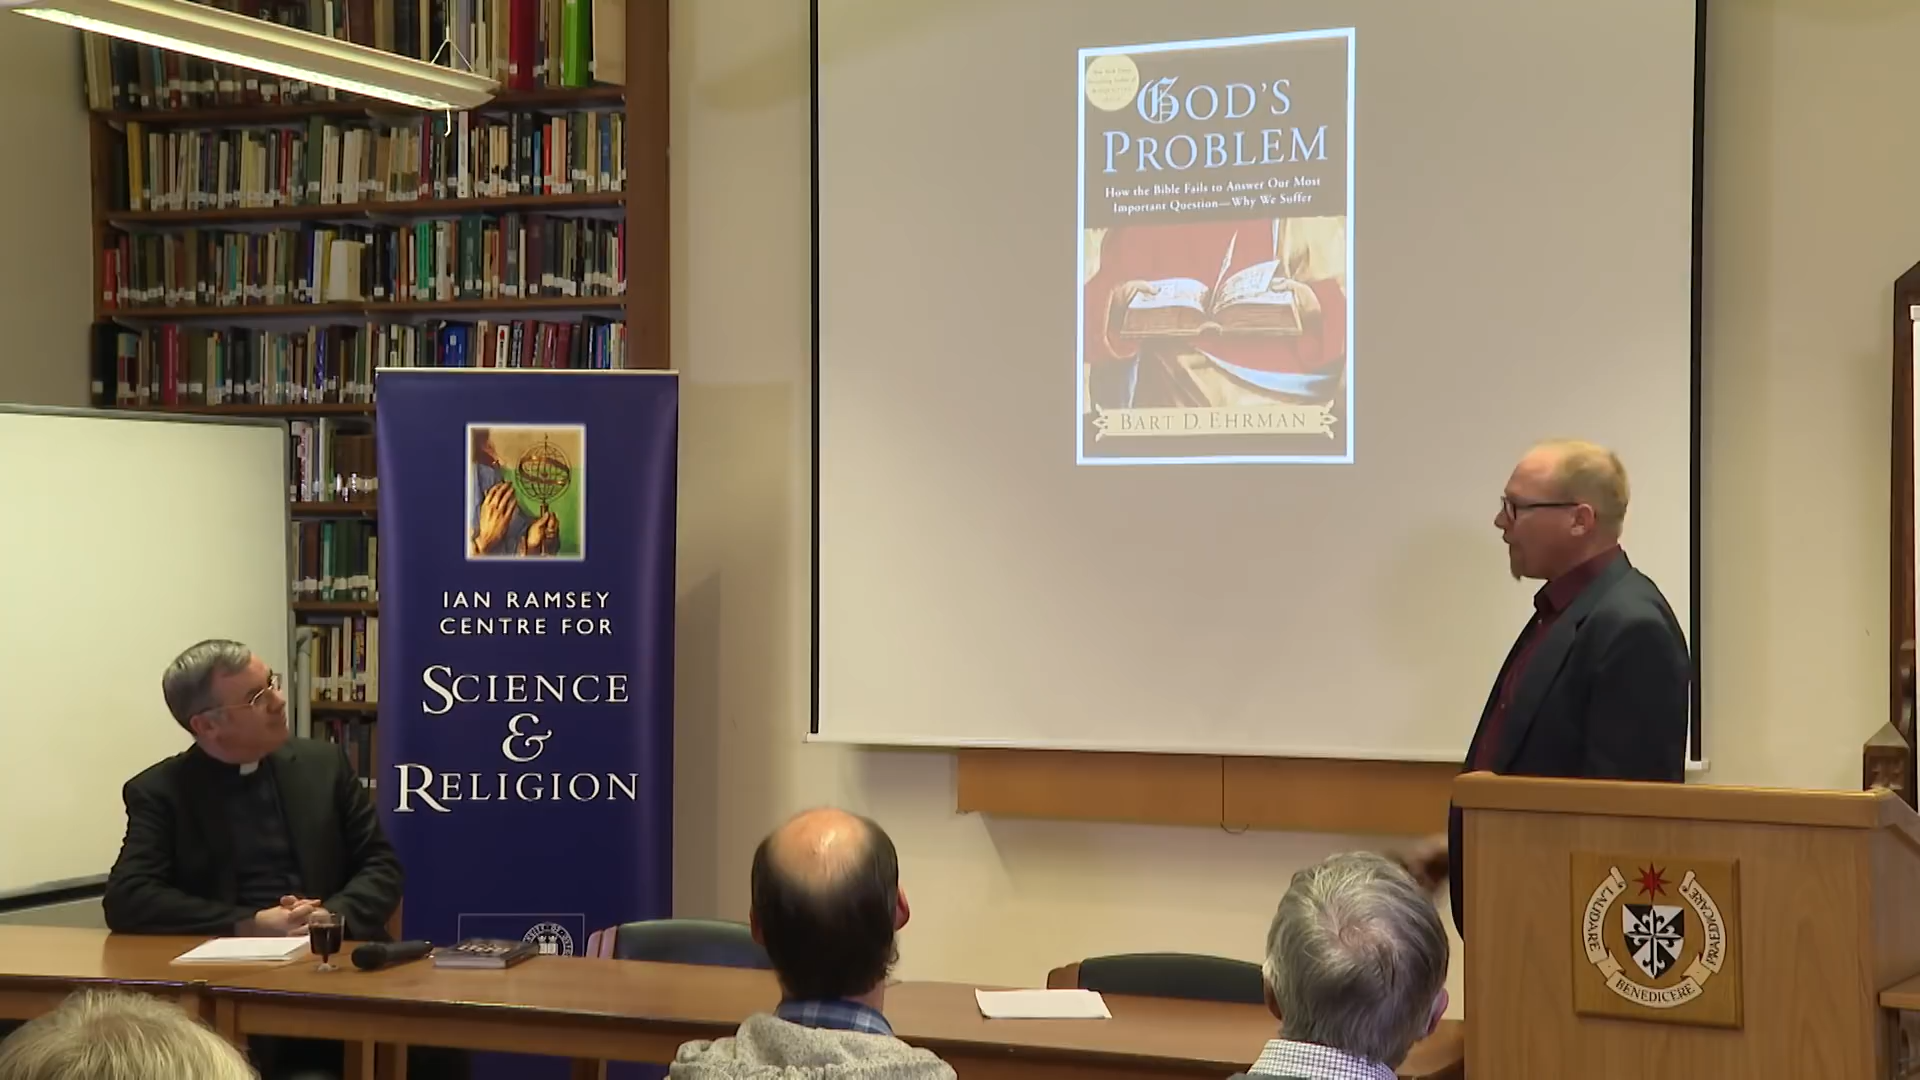 GOD'S
PROBLEM
How the Bible Fails to Answer Our Most
Important Question—Why We Suffer
BART D. EHRMAN
IAN RAMSEY
CENTRE FOR
SCIENCE
&
RELIGION
LAUDARE
BENEDICERE
PRAEDICARE